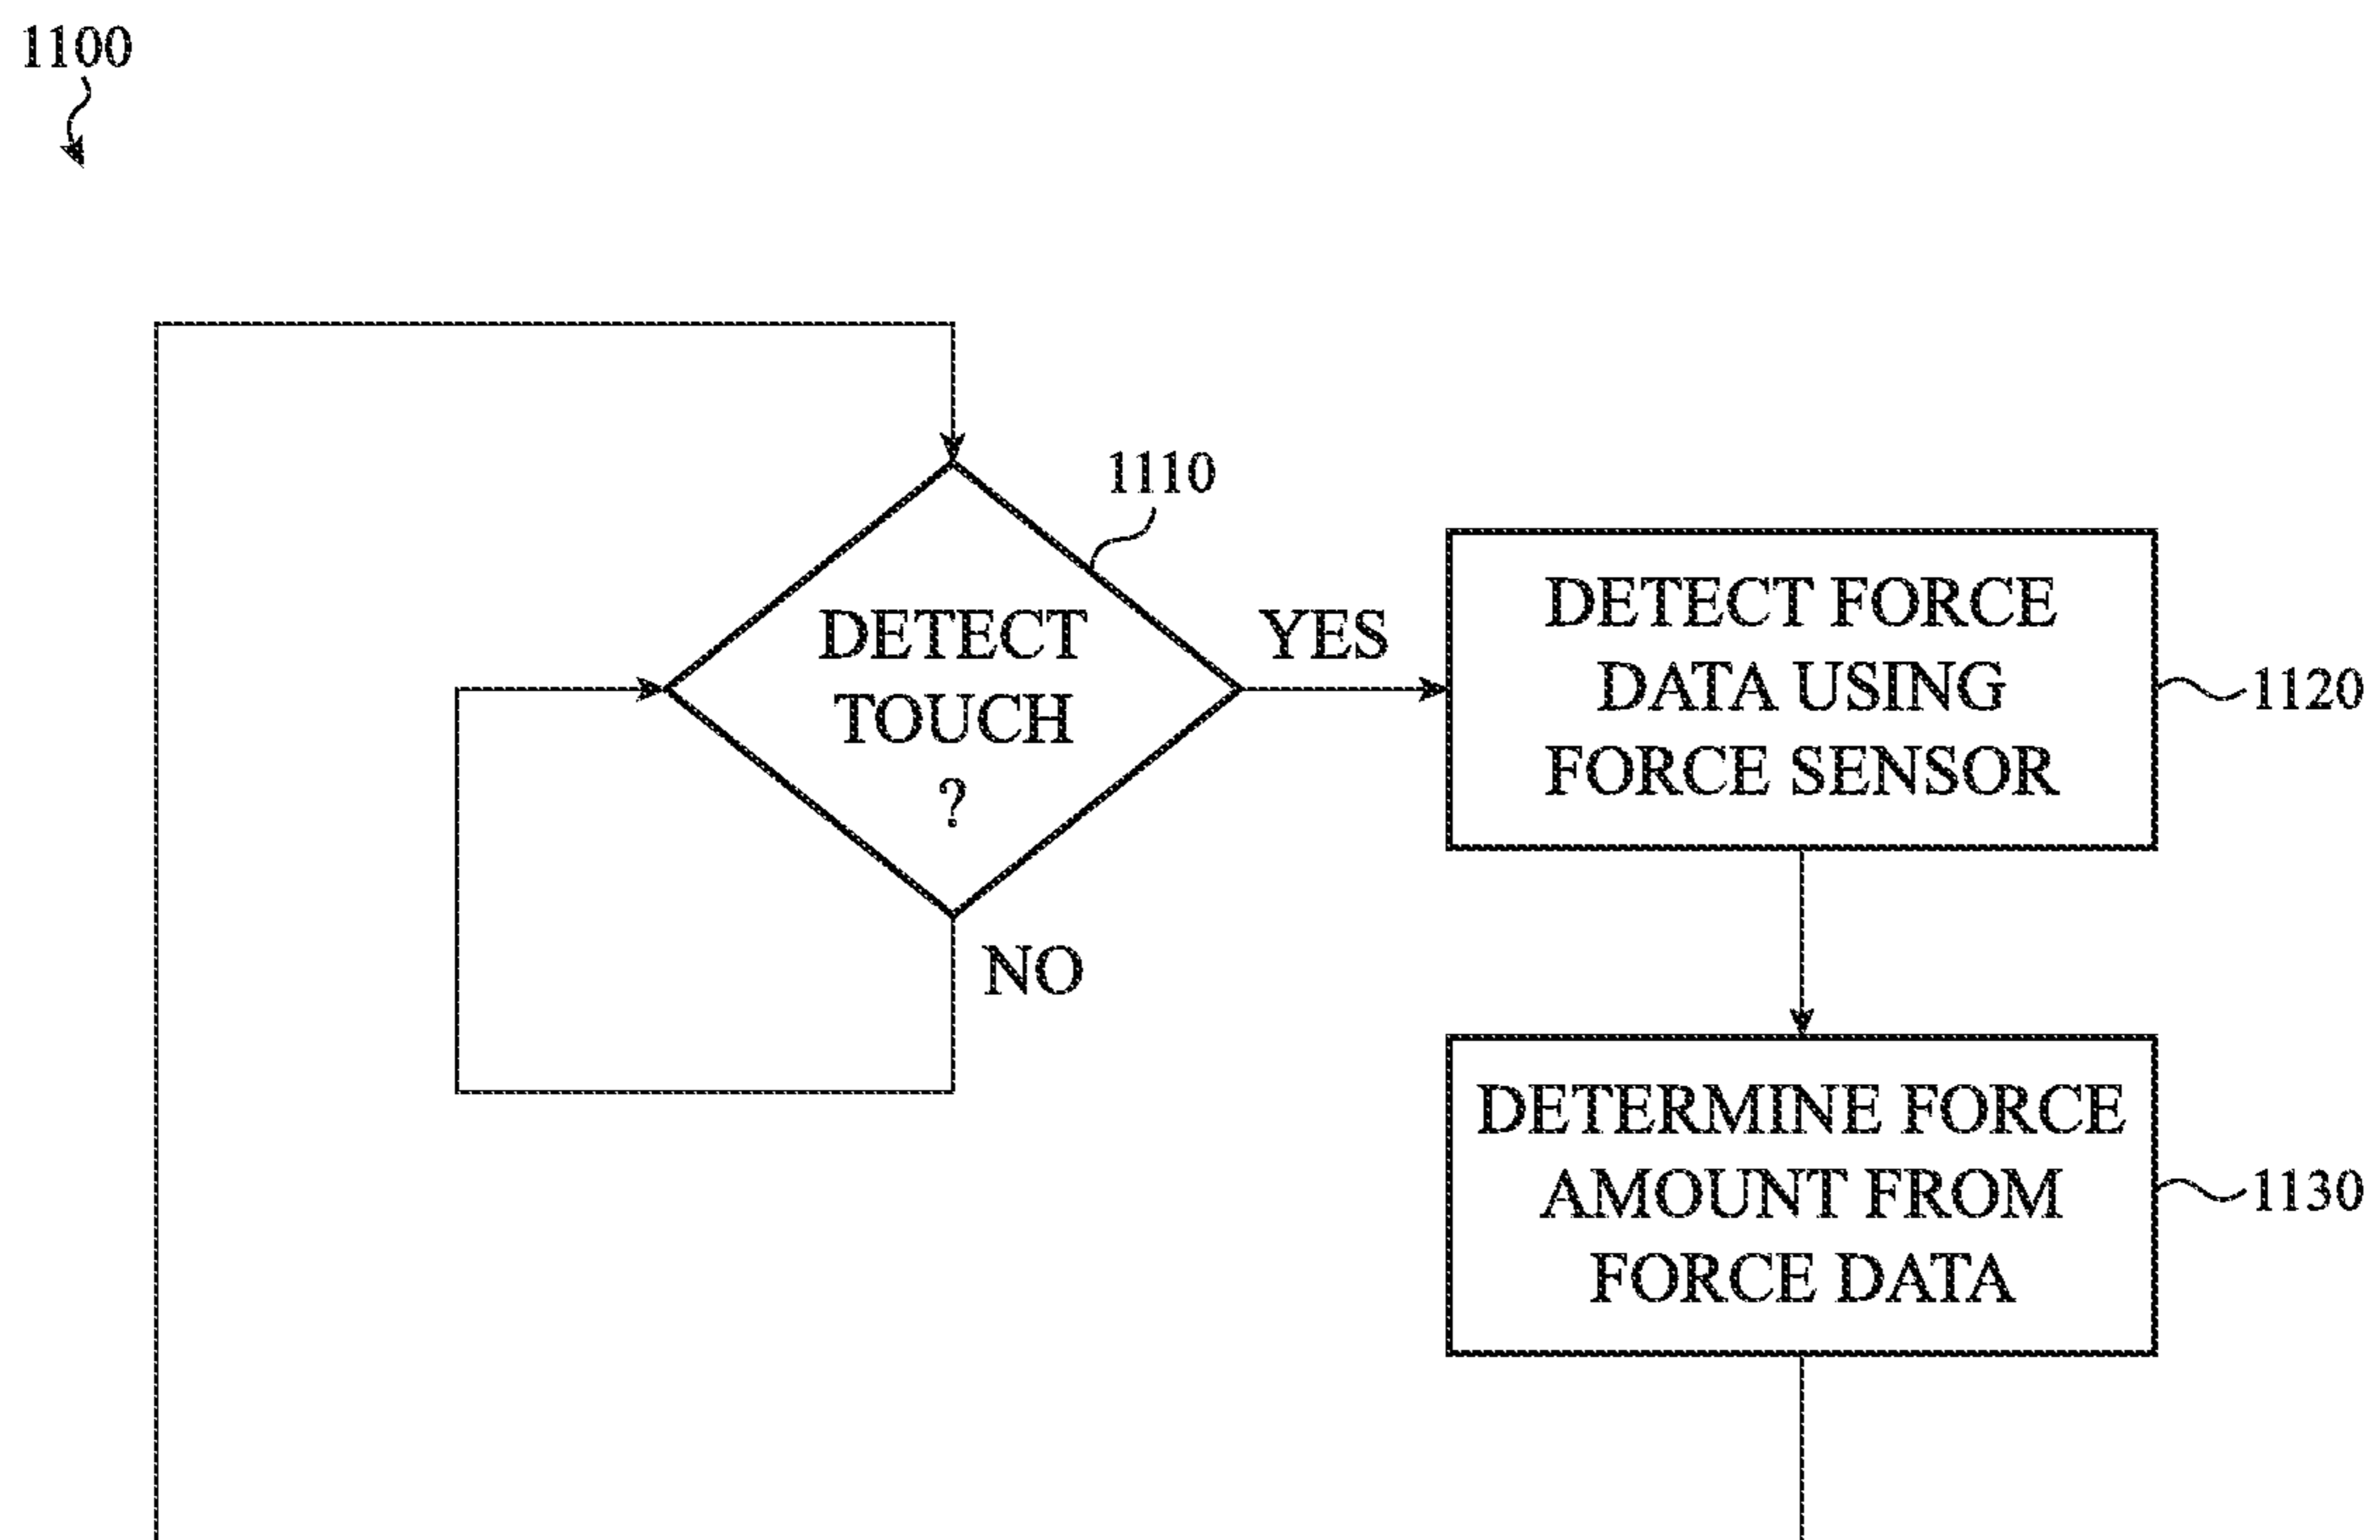 1100
1110
DETECT
TOUCH
?
YES
NO
DETECT FORCE
DATA USING
FORCE SENSOR
1120
DETERMINE FORCE
AMOUNT FROM
FORCE DATA
1130